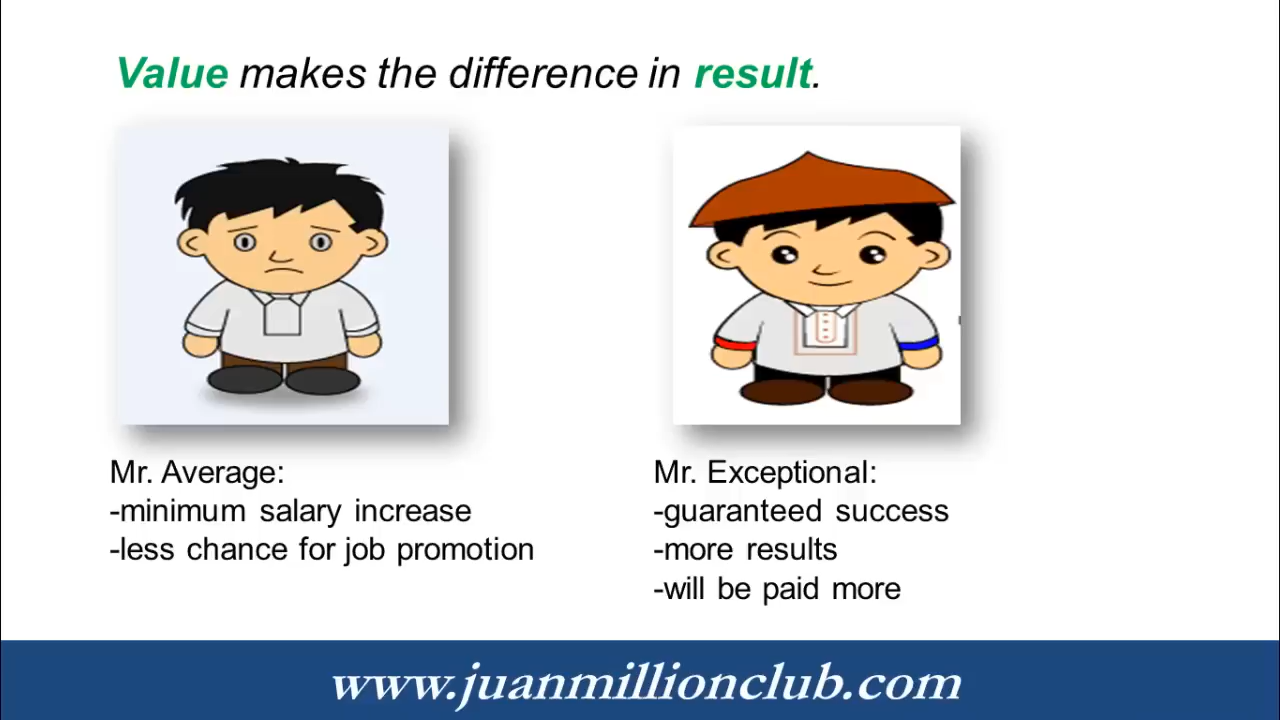 Value makes the difference in result.
Mr. Average:
-minimum salary increase
-less chance for job promotion
Mr. Exceptional:
-guaranteed success
-more results
-will be paid more
www.juanmillionclub.com